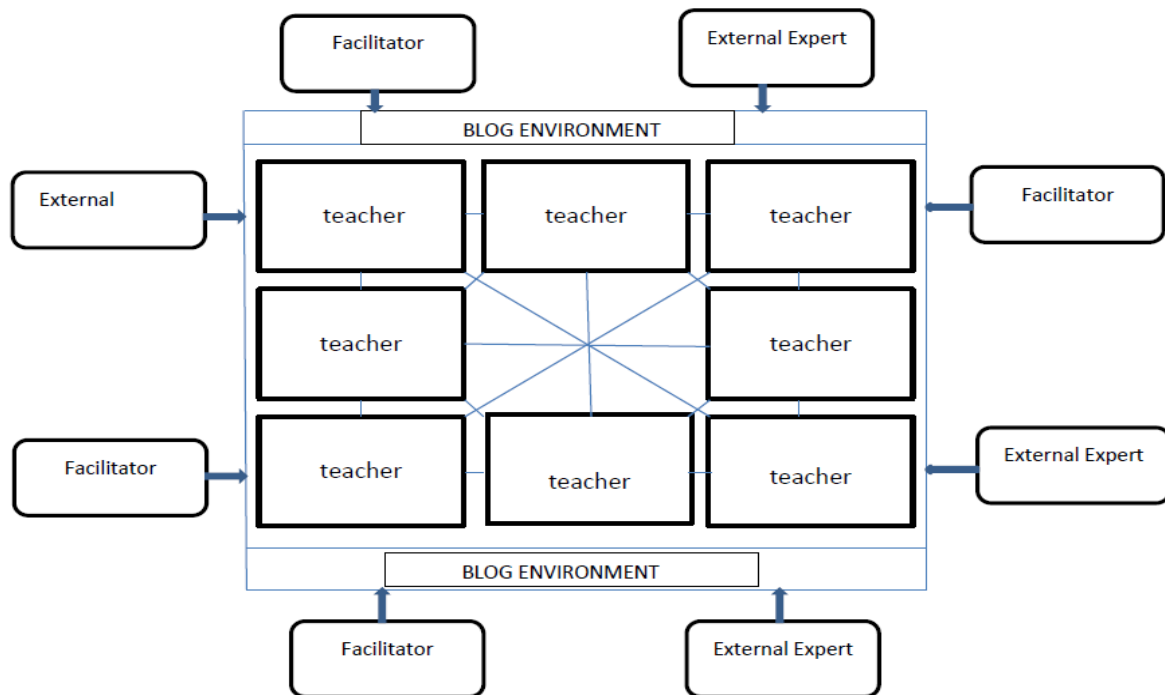 Facilitator
External Expert
BLOG ENVIRONMENT
External
teacher
teacher
teacher
Facilitator
teacher
teacher
Facilitator
teacher
teacher
teacher
External Expert
BLOG ENVIRONMENT
Facilitator
External Expert